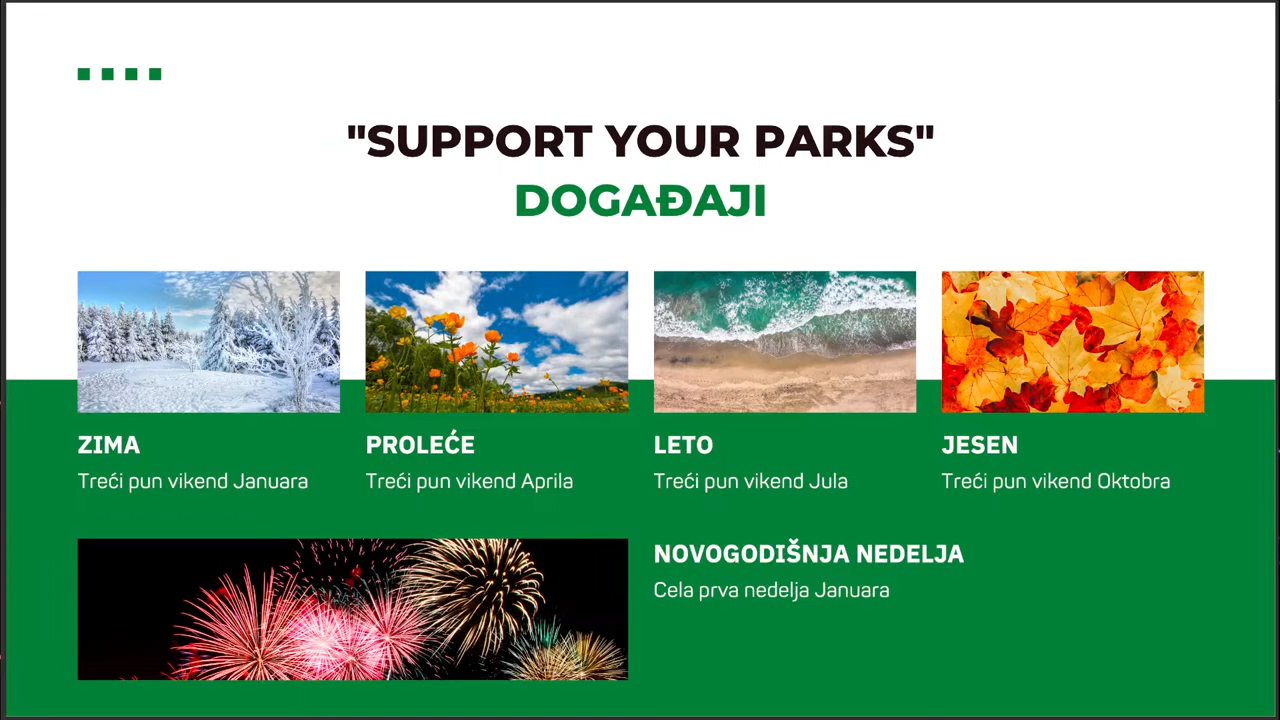 "SUPPORT YOUR PARKS"
DOGAĐAJI
ZIMA
Treći pun vikend Januara
PROLEĆE
Treći pun vikend Aprila
LETO
Treći pun vikend Jula
JESEN
Treći pun vikend Oktobra
NOVOGODIŠNJA NEDELJA
Cela prva nedelja Januara